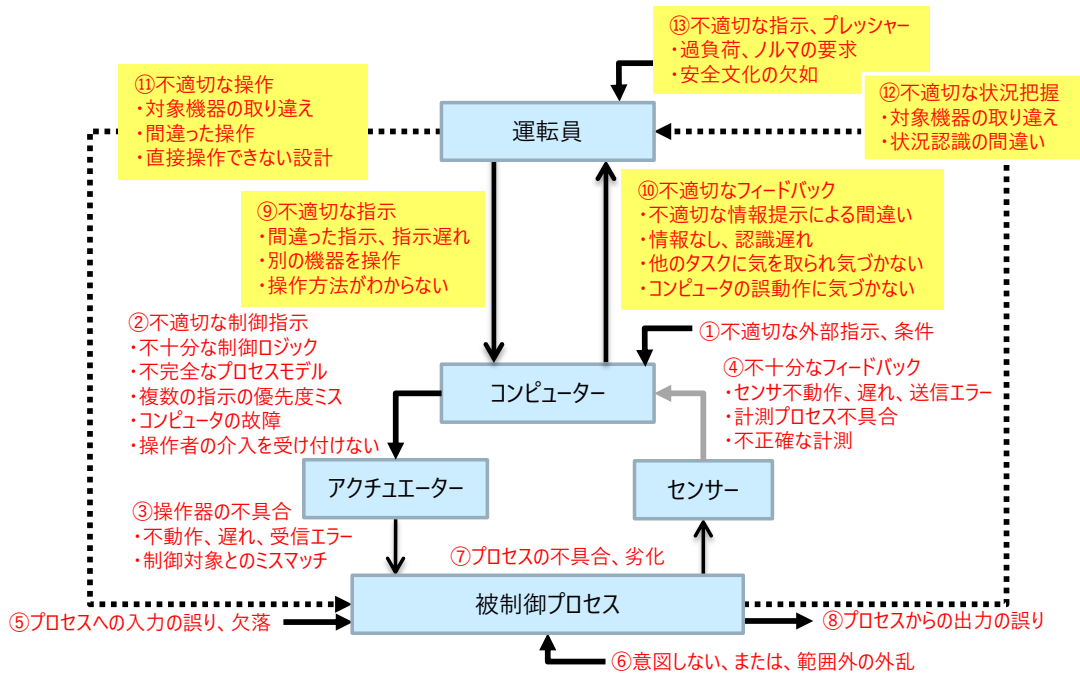 ⑬不適切な指示、プレッシャー
・過負荷、ノルマの要求
・安全文化の欠如
⑪不適切な操作
・対象機器の取り違え
・間違った操作
・直接操作できない設計
運転員
⑫不適切な状況把握
・対象機器の取り違え
・状況認識の間違い
⑨不適切な指示
・間違った指示、指示遅れ
・別の機器を操作
・操作方法がわからない
⑩不適切なフィードバック
・不適切な情報提示による間違い
・情報なし、認識遅れ
・他のタスクに気を取られ気づかない
・コンピュータの誤動作に気づかない
②不適切な制御指示
・不十分な制御ロジック
・不完全なプロセスモデル
・複数の指示の優先度ミス
・コンピュータの故障
・操作者の介入を受け付けない
①不適切な外部指示、条件
コンピューター
④不十分なフィードバック
・センサ不動作、遅れ、送信エラー
・計測プロセス不具合
・不正確な計測
アクチュエーター
センサー
③操作器の不具合
・不動作、遅れ、受信エラー
・制御対象とのミスマッチ
⑦プロセスの不具合、劣化
被制御プロセス
⑤プロセスへの入力の誤り、欠落
⑧プロセスからの出力の誤り
⑥意図しない、または、範囲外の外乱